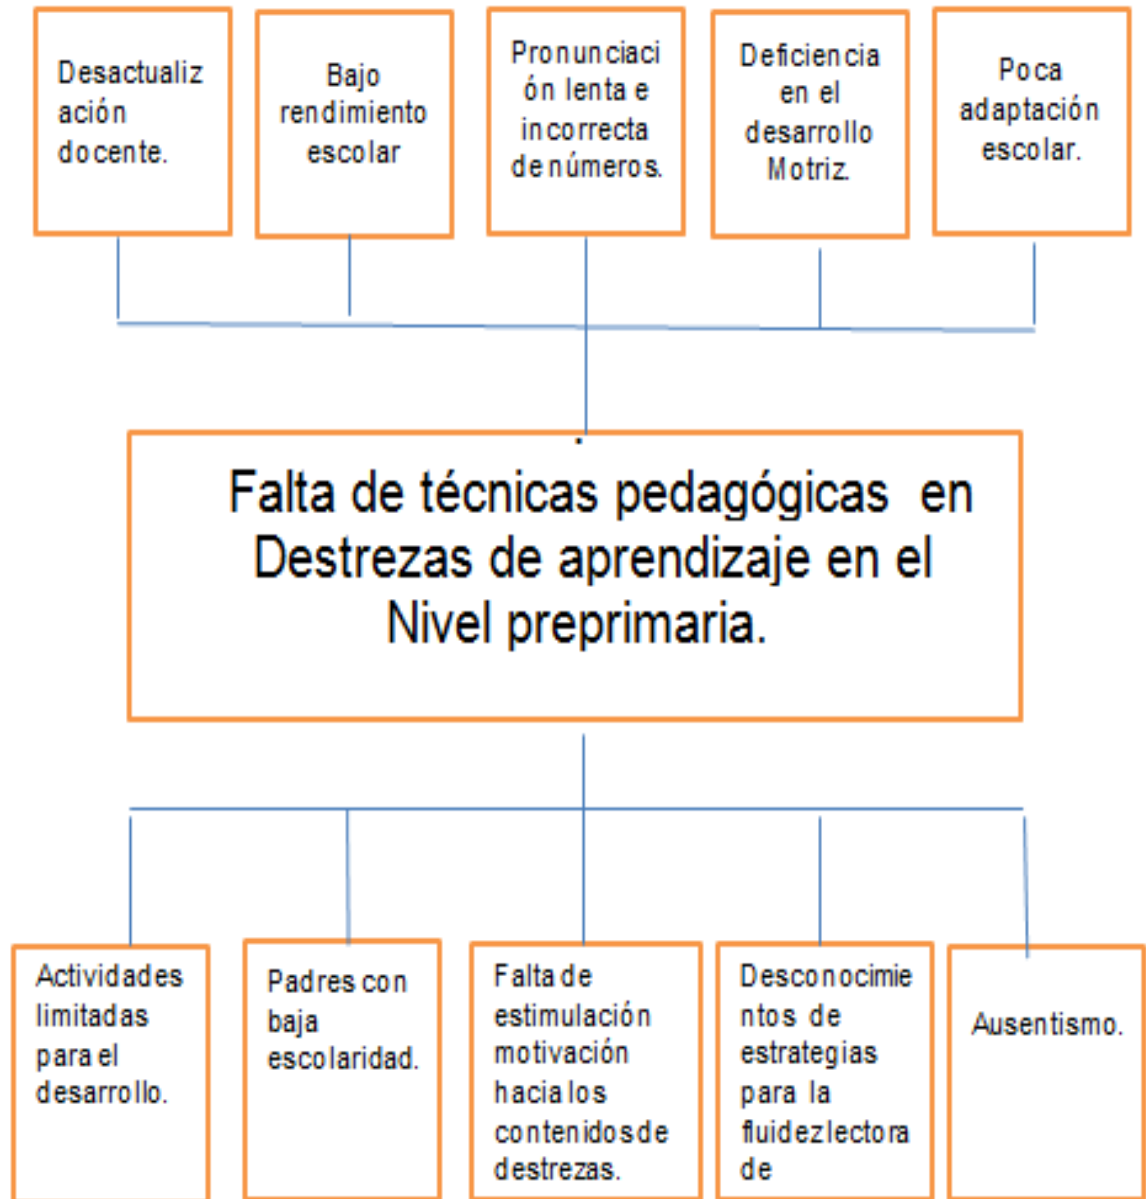 Desactualiz
ación
docente.
Bajo
rendimiento
escolar
Pronunciaci
ón lenta e
incorrecta
de números.
Deficiencia
en el
desarrollo
Motriz.
Poca
adaptación
escolar.
.
Falta de técnicas pedagógicas en
Destrezas de aprendizaje en el
Nivel preprimaria.
Actividades
limitadas
para el
desarrollo.
Padres con
baja
escolaridad.
Falta de
estimulación
motivación
hacia los
contenidos de
destrezas.
Desconocimie
ntos de
estrategias
para la
fluidez lectora
de
Ausentismo.